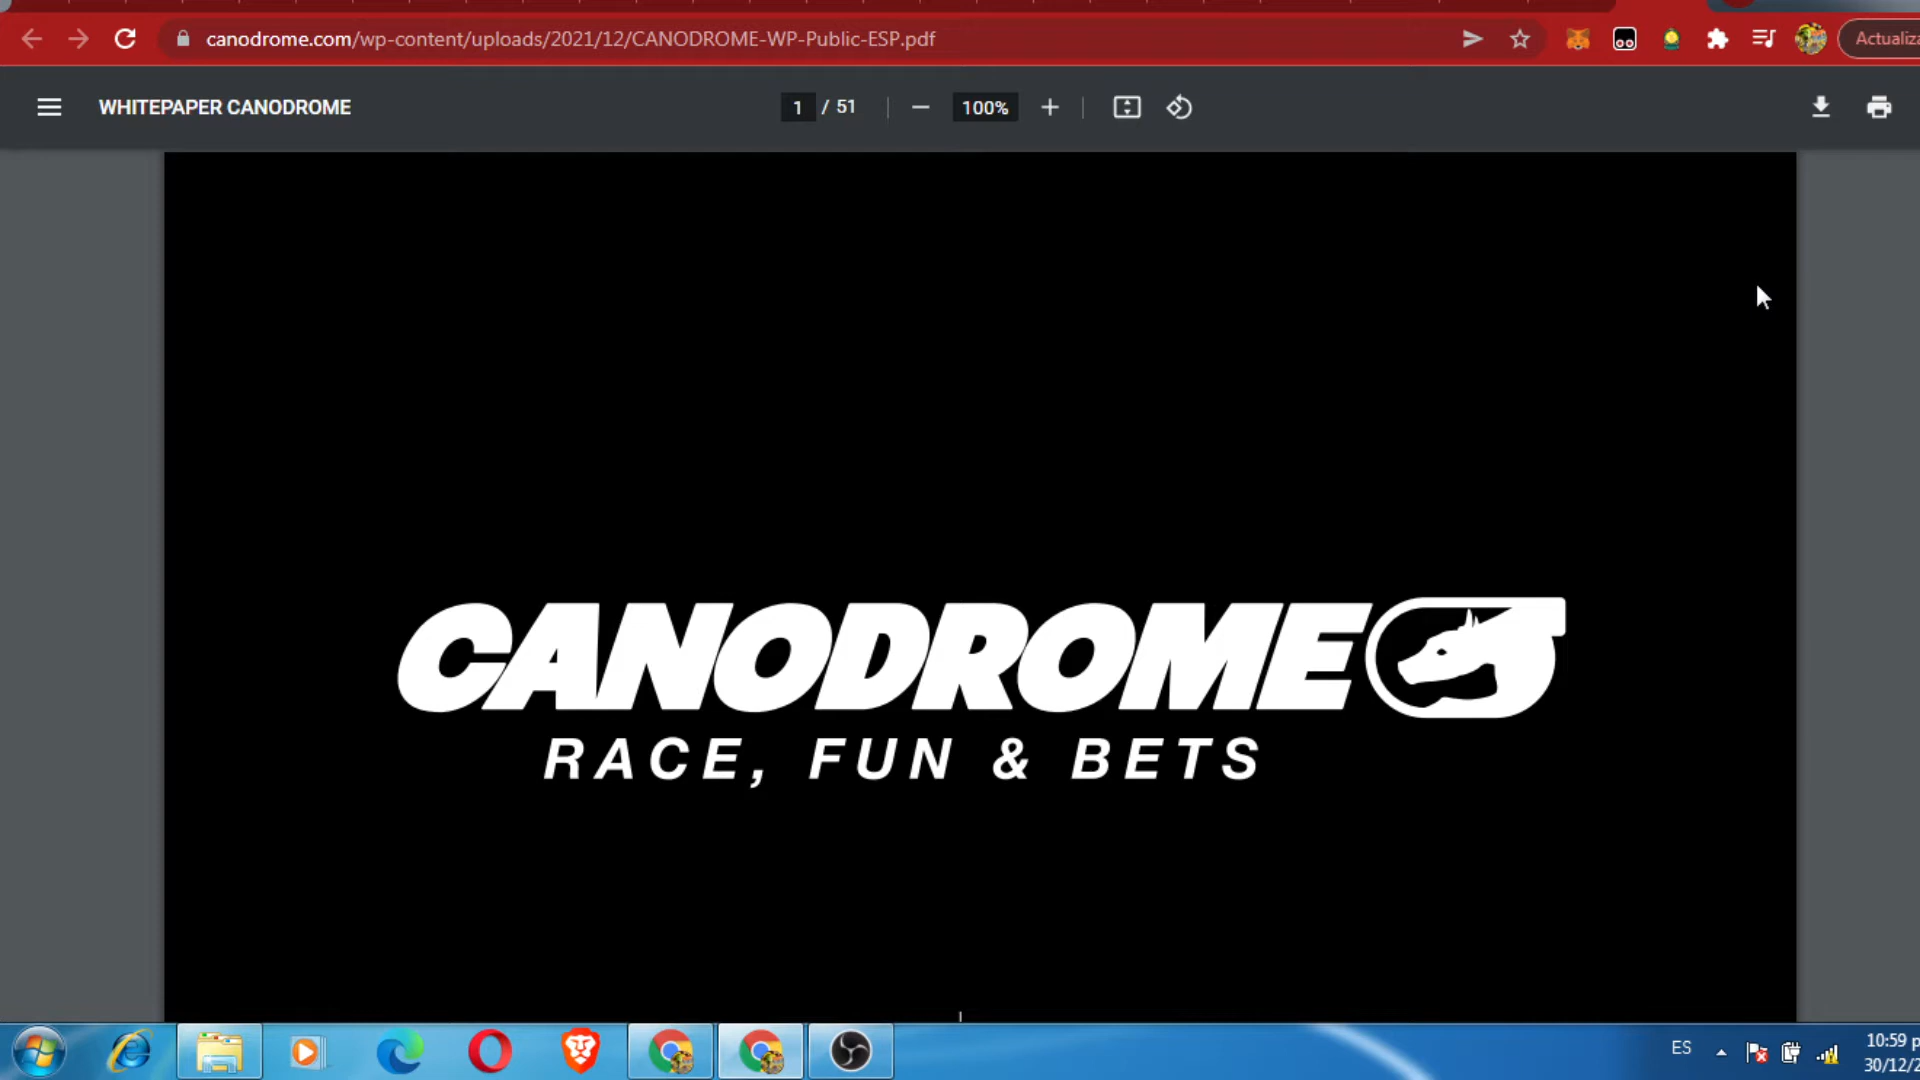 canodrome.com/wp-content/uploads/2021/12/CANODROME-WP-Public-ESP.pdf
Actualiza
WHITEPAPER CANODROME
1 / 51
100%
CANODROME
RACE, FUN & BETS
ES
10:59 p
30/12/2